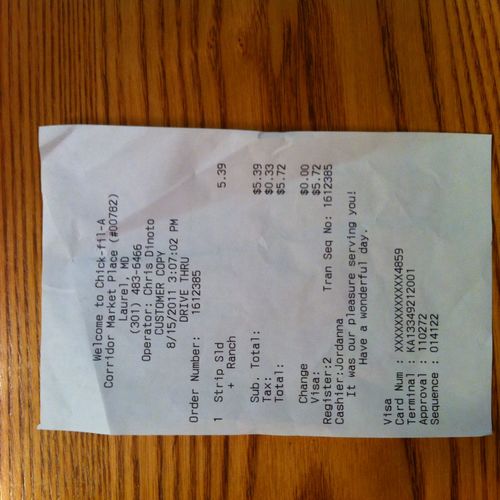 Welcome to Chick-fil-A
Corridor Market Place (#00782)
Laurel, MD
(301) 483-6466
Operator: Chris Dinoto
CUSTOMER COPY
8/15/2011 3:07:02 PM
DRIVE THRU
Order Number: 1612385
1 Strip Sld 5.39
+ Ranch
Sub. Total: $5.39
Tax: $0.33
Total: $5.72
Change $0.00
Visa: $5.72
Register:2 Tran Seq No: 1612385
Cashier:Jordanna
It was our pleasure serving you!
Have a wonderful day.
Visa
Card Num : XXXXXXXXXXXX4859
Terminal : KA13349212001
Approval : 110272
Sequence : 014122